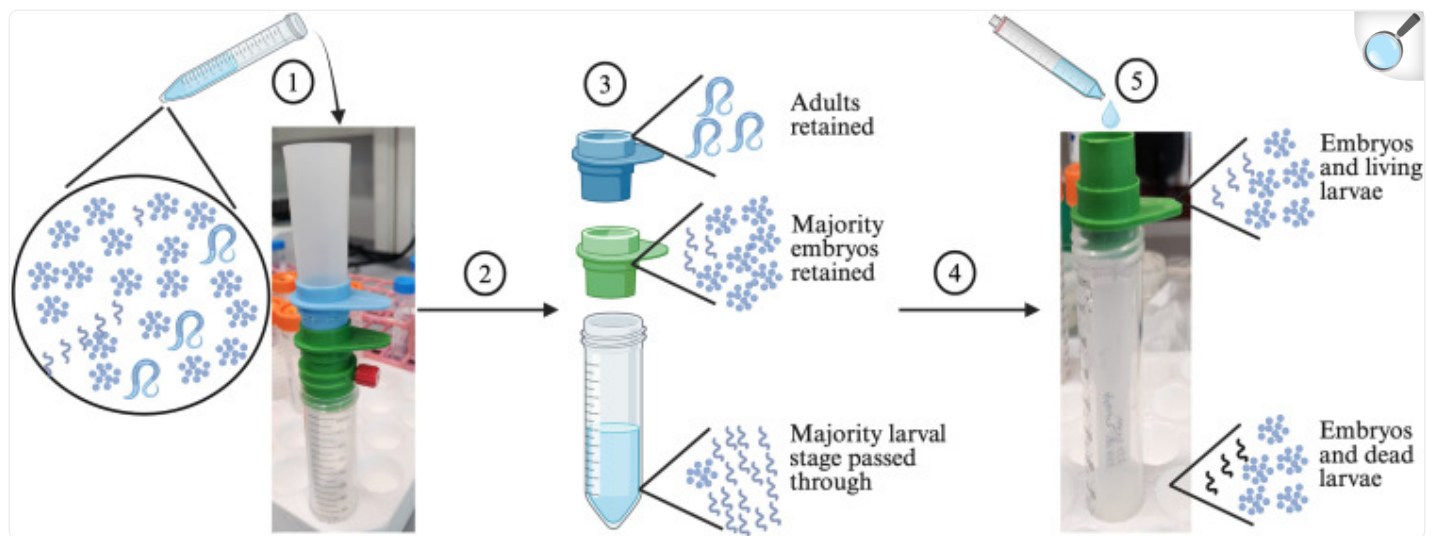 1
3
5
Adults
retained
Embryos
and living
larvae
Majority
embryos
retained
2
4
Majority larval
stage passed
through
Embryos
and dead
larvae